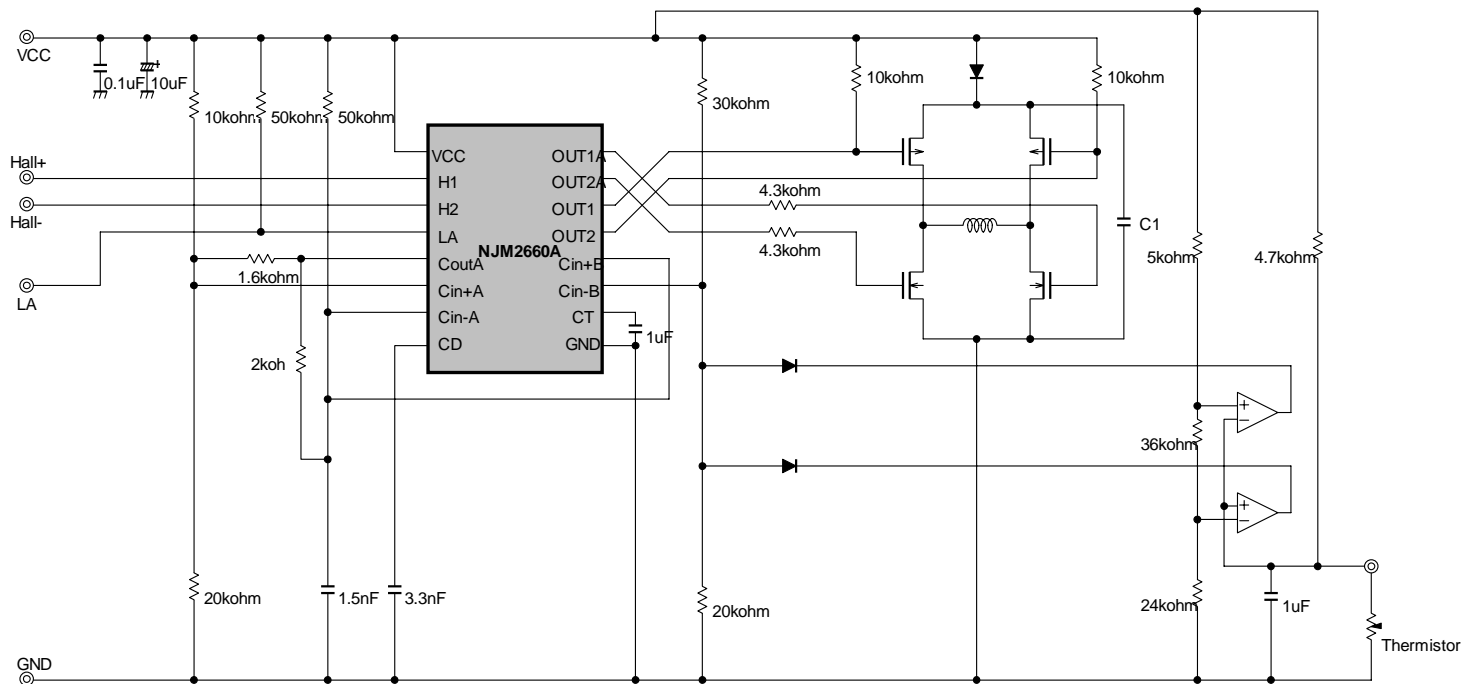 VCC
0.1uF
10uF
10kohm
50kohm
50kohm
30kohm
10kohm
10kohm
Hall+
Hall-
LA
VCC
H1
H2
LA
CoutA
Cin+A
Cin-A
CD
NJM2660A
OUT1A
OUT2A
OUT1
OUT2
Cin+B
Cin-B
CT
GND
1.6kohm
2koh
1uF
4.3kohm
4.3kohm
C1
5kohm
4.7kohm
36kohm
24kohm
20kohm
1.5nF
3.3nF
20kohm
1uF
Thermistor
GND